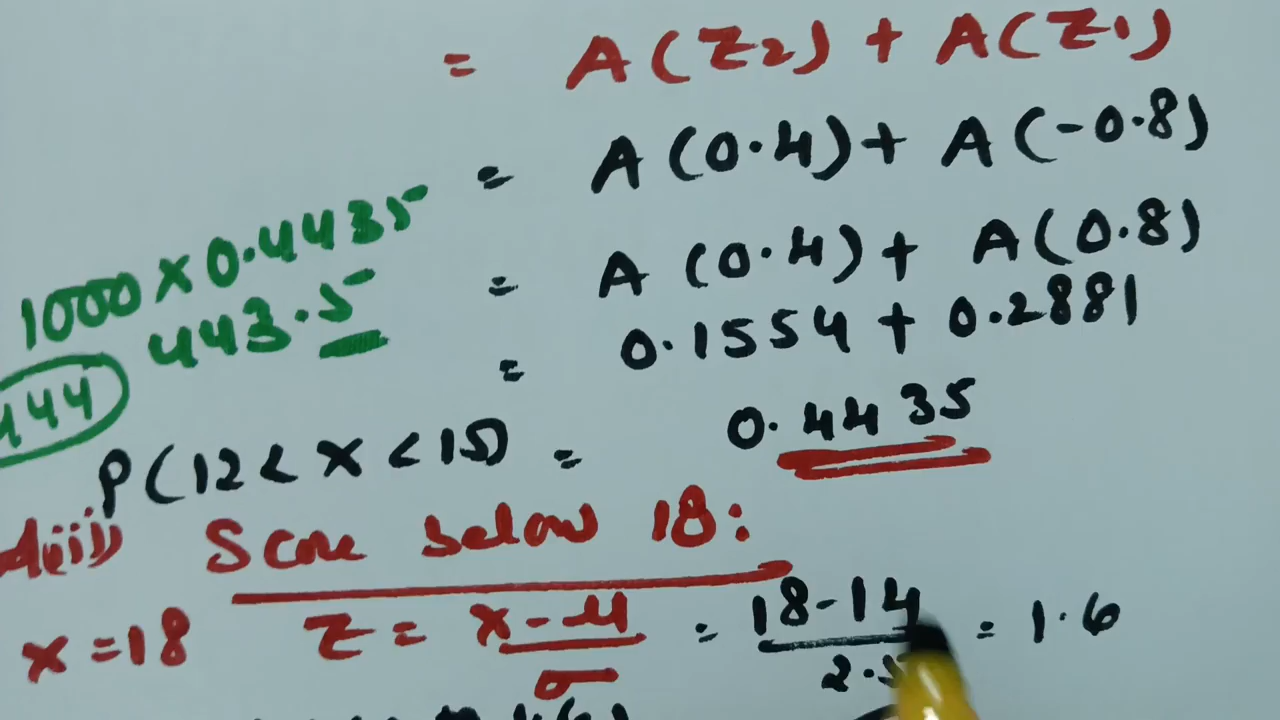 = A(Z2) + A(Z1)
= A(0.4) + A(-0.8)
= A(0.4) + A(0.8)
1000 × 0.4435
443.5
444
= 0.1554 + 0.2881
P(12 < x < 15) = 0.4435
Score below 18:
x = 18 Z = x - μ / σ = 18 - 14 / 2. = 1.6